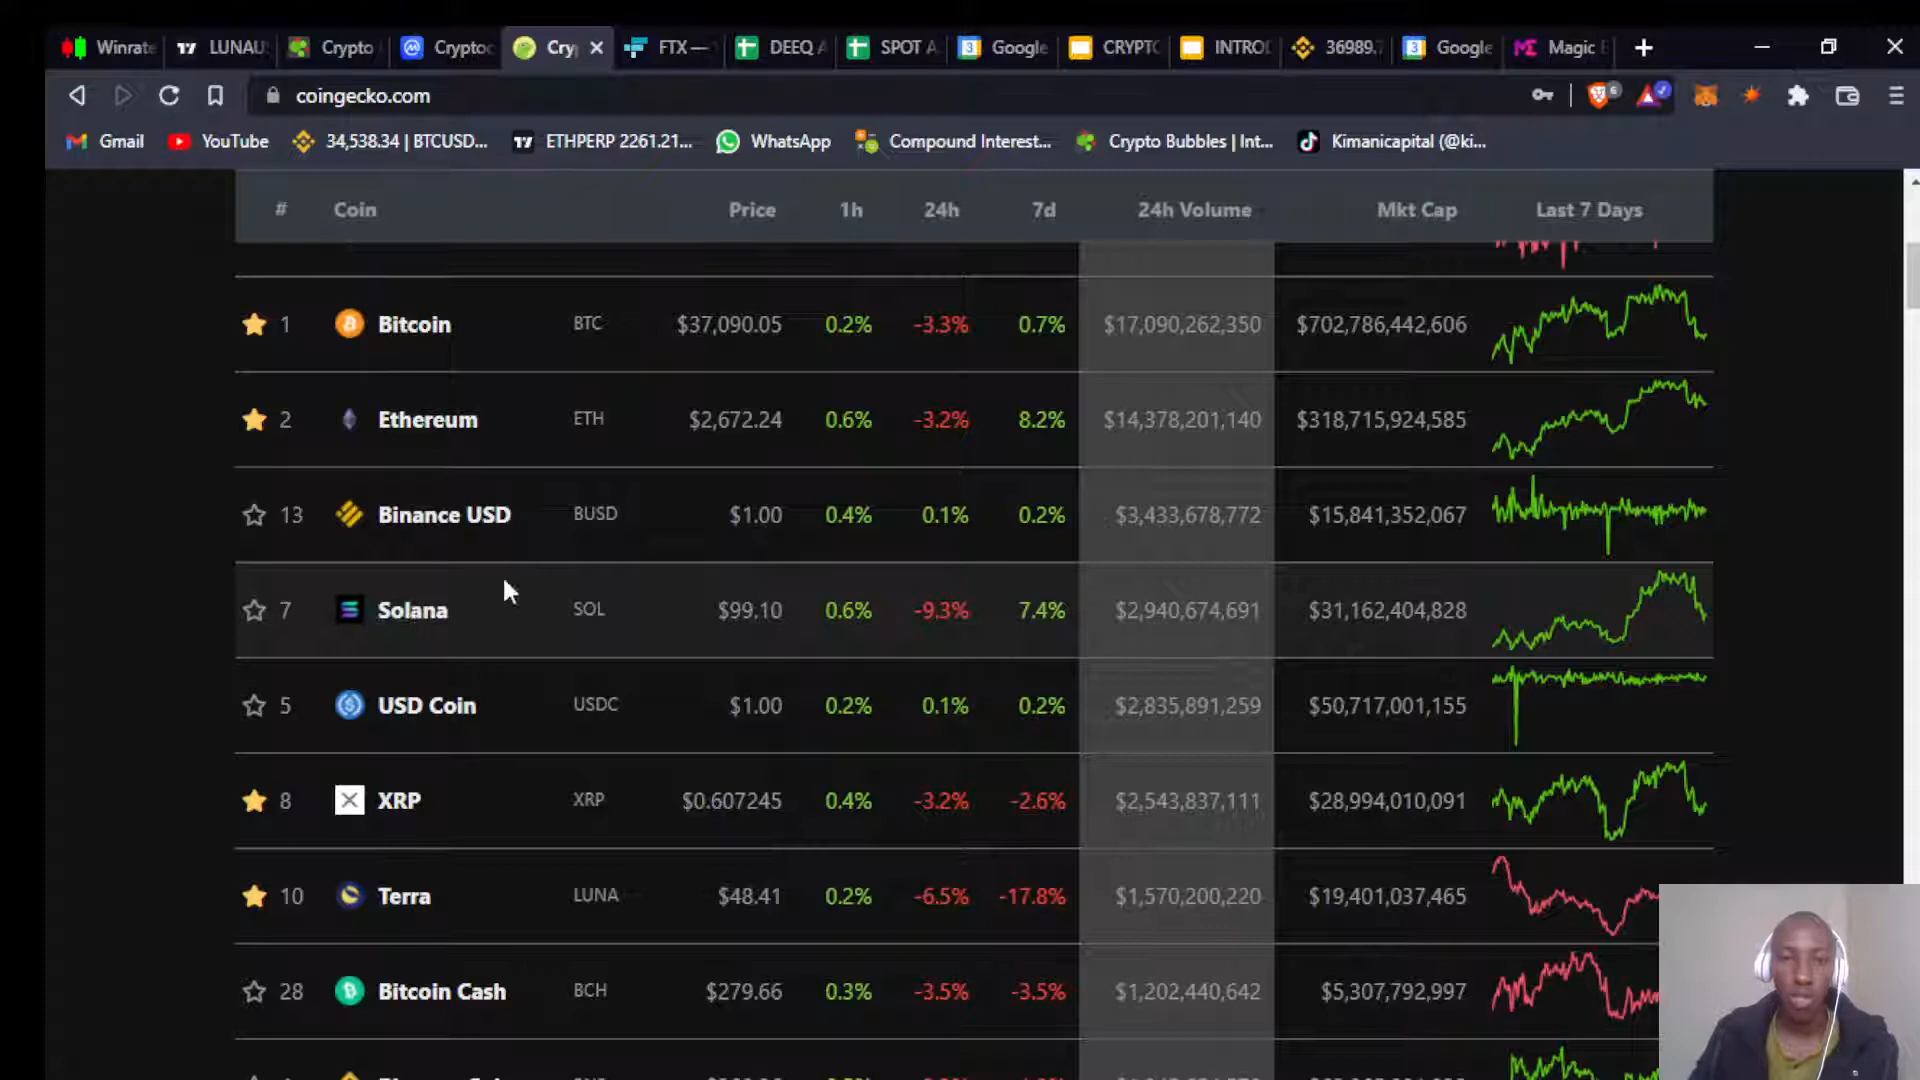 Winrate LUNAU Crypto Cryptoc Cry FTX — DEEQ A SPOT A Google CRYPTO INTRO 36989. Google Magic
coingecko.com
Gmail YouTube 34,538.34 | BTCUSD... ETHPERP 2261.21... WhatsApp Compound Interest... Crypto Bubbles | Int... Kimanicapital (@ki...
# Coin Price 1h 24h 7d 24h Volume Mkt Cap Last 7 Days
1 Bitcoin BTC $37,090.05 0.2% -3.3% 0.7% $17,090,262,350 $702,786,442,606
2 Ethereum ETH $2,672.24 0.6% -3.2% 8.2% $14,378,201,140 $318,715,924,585
13 Binance USD BUSD $1.00 0.4% 0.1% 0.2% $3,433,678,772 $15,841,352,067
7 Solana SOL $99.10 0.6% -9.3% 7.4% $2,940,674,691 $31,162,404,828
5 USD Coin USDC $1.00 0.2% 0.1% 0.2% $2,835,891,259 $50,717,001,155
8 XRP XRP $0.607245 0.4% -3.2% -2.6% $2,543,837,111 $28,994,010,091
10 Terra LUNA $48.41 0.2% -6.5% -17.8% $1,570,200,220 $19,401,037,465
28 Bitcoin Cash BCH $279.66 0.3% -3.5% -3.5% $1,202,440,642 $5,307,792,997